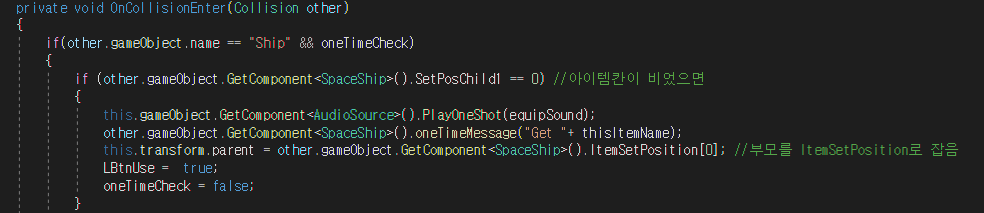 private void OnCollisionEnter(Collision other)
{
if(other.gameObject.name == "Ship" && oneTimeCheck)
{
if (other.gameObject.GetComponent<SpaceShip>().SetPosChild1 == 0) //아이템칸이 비었으면
{
this.gameObject.GetComponent<AudioSource>().PlayOneShot(equipSound);
other.gameObject.GetComponent<SpaceShip>().oneTimeMessage("Get "+ thisItemName);
this.transform.parent = other.gameObject.GetComponent<SpaceShip>().ItemSetPosition[0]; //부모를 ItemSetPosition로 잡음
LBtnUse = true;
oneTimeCheck = false;
}